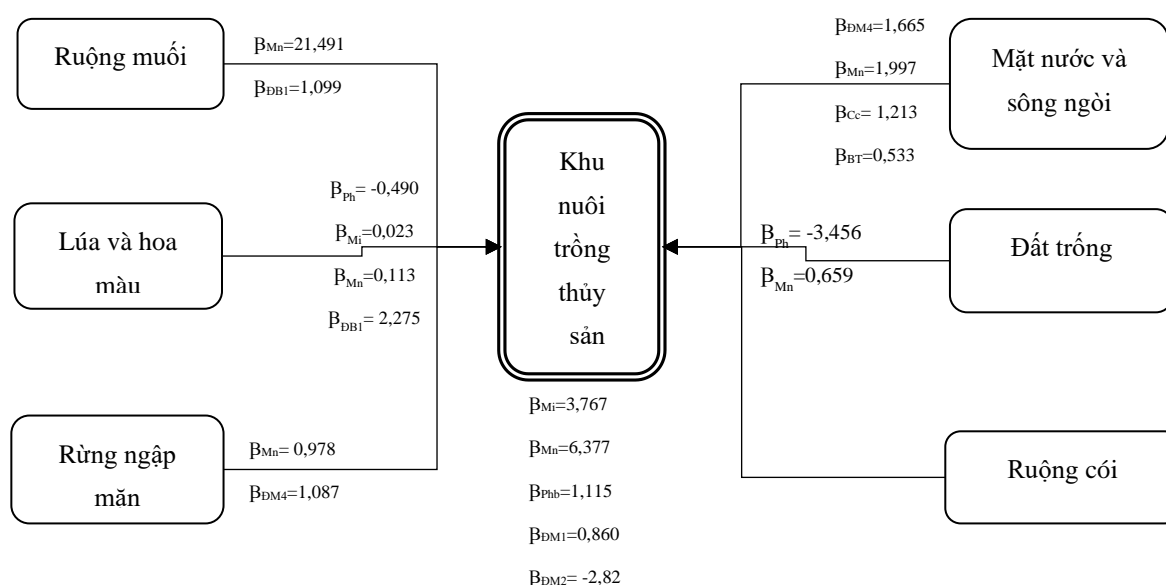 Ruộng muối
βMn=21,491
βĐB1=1,099
Lúa và hoa
màu
βPh= -0,490
βMi=0,023
βMn=0,113
βĐB1= 2,275
Rừng ngập
măn
βMn= 0,978
βĐM4=1,087
Khu
nuôi
trồng
thủy
sản
βMi=3,767
βMn=6,377
βPhb=1,115
βĐM1=0,860
βĐM2= -2,82
βĐM4=1,665
βMn=1,997
βCc= 1,213
βBT=0,533
Mặt nước và
sông ngòi
βPh= -3,456
βMn=0,659
Đất trống
Ruộng cói